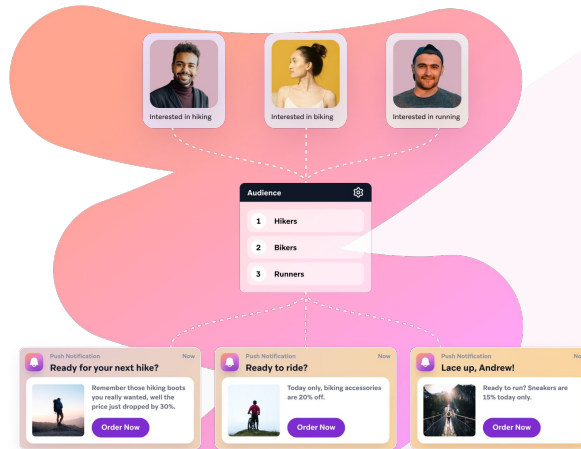 Interested in hiking
Interested in biking
Interested in running
Audience
1 Hikers
2 Bikers
3 Runners
Push Notification Now
Ready for your next hike?
Remember those hiking boots
you really wanted, well the
price just dropped by 30%.
Order Now
Push Notification Now
Ready to ride?
Today only, biking accessories
are 20% off.
Order Now
Push Notification
Lace up, Andrew!
Ready to run? Sneakers are
15% today only.
Order Now